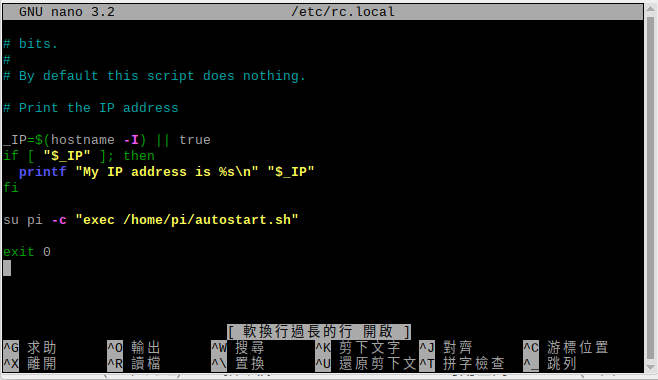 GNU nano 3.2 /etc/rc.local
# bits.
#
# By default this script does nothing.
# Print the IP address
_IP=$(hostname -I) || true
if [ "$_IP" ]; then
printf "My IP address is %s\n" "$_IP"
fi
su pi -c "exec /home/pi/autostart.sh"
exit 0
[ 軟換行過長的行 開啟 ]
^G 求助 ^O 輸出 ^W 搜尋 ^K 剪下文字 ^J 對齊 ^C 游標位置
^X 離開 ^R 讀檔 ^\ 置換 ^U 還原剪下文 ^T 拼字檢查 ^_ 跳列